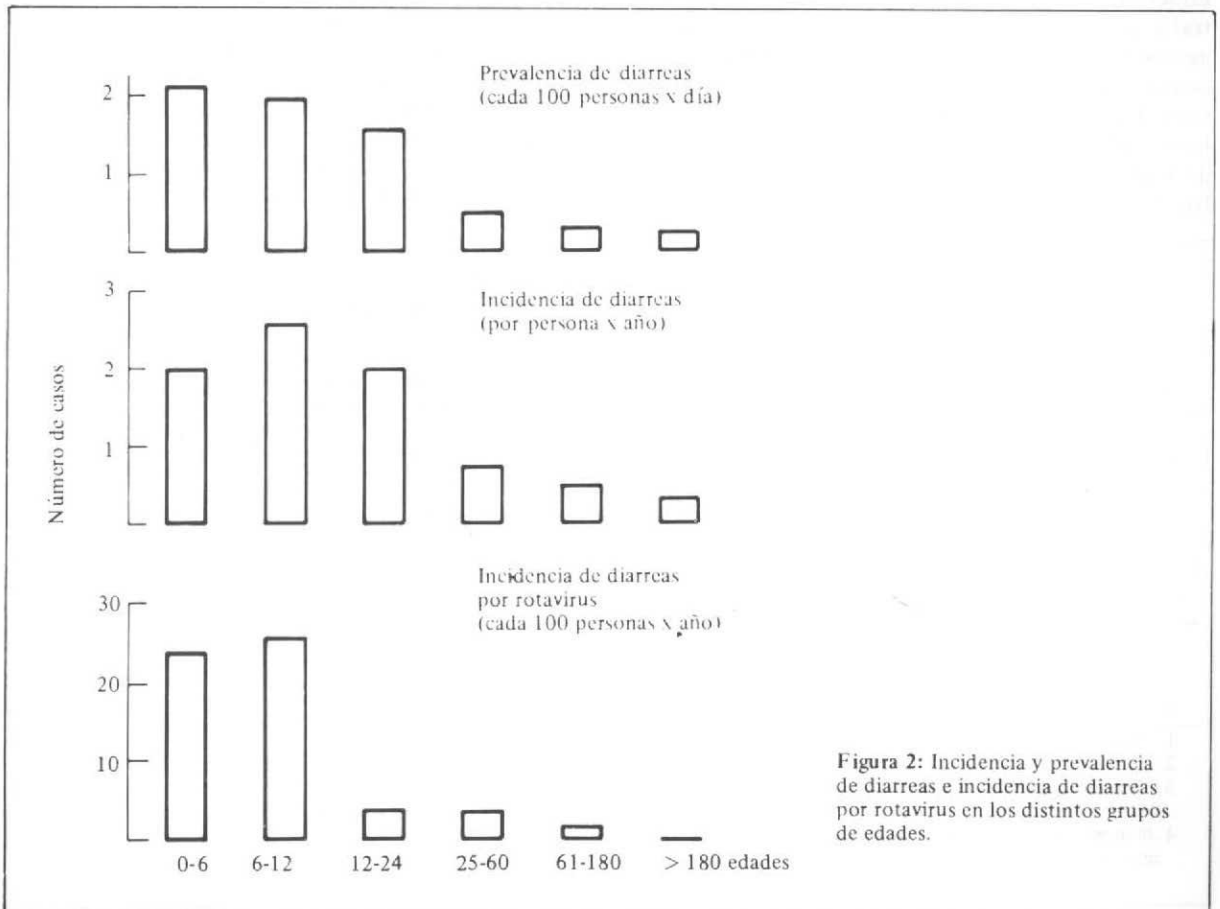 Prevalencia de diarreas
(cada 100 personas x día)
2
1
Incidencia de diarreas
(por persona x año)
3
2
1
Número de casos
Incidencia de diarreas
por rotavirus
(cada 100 personas x año)
30
20
10
0-6 6-12 12-24 25-60 61-180 > 180 edades
Figura 2: Incidencia y prevalencia
de diarreas e incidencia de diarreas
por rotavirus en los distintos grupos
de edades.